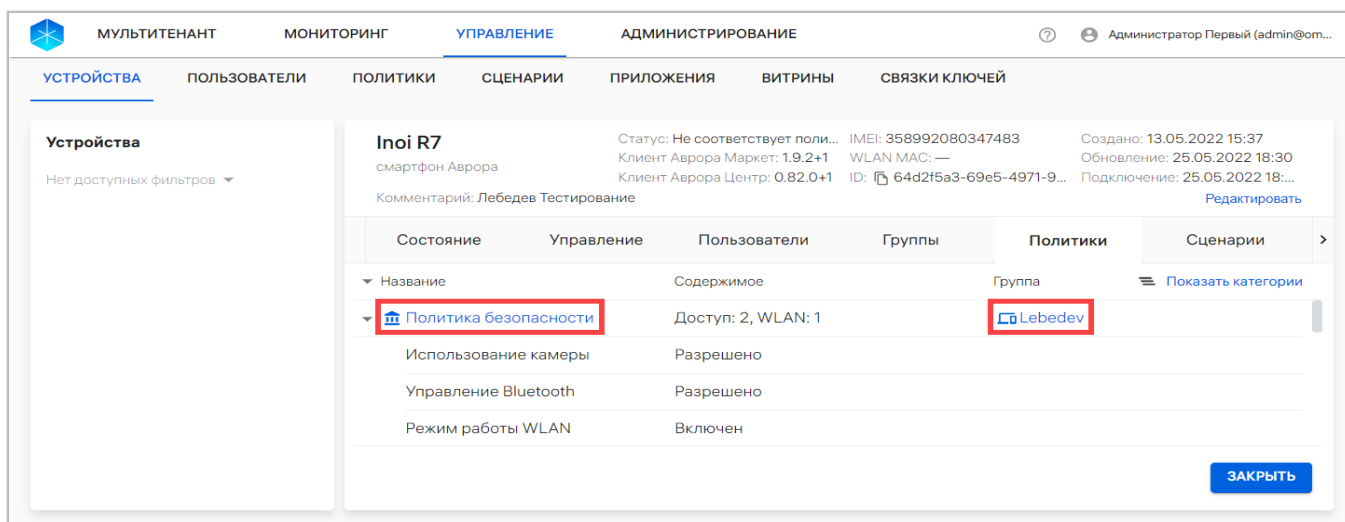 МУЛЬТИТЕНАНТ МОНИТОРИНГ УПРАВЛЕНИЕ АДМИНИСТРИРОВАНИЕ Администратор Первый (admin@om...
УСТРОЙСТВА ПОЛЬЗОВАТЕЛИ ПОЛИТИКИ СЦЕНАРИИ ПРИЛОЖЕНИЯ ВИТРИНЫ СВЯЗКИ КЛЮЧЕЙ
Устройства
Нет доступных фильтров
Inoi R7
смартфон Аврора
Статус: Не соответствует поли... IMEI: 358992080347483 Создано: 13.05.2022 15:37
Клиент Аврора Маркет: 1.9.2+1 WLAN MAC: — Обновление: 25.05.2022 18:30
Клиент Аврора Центр: 0.82.0+1 ID: 64d2f5a3-69e5-4971-9... Подключение: 25.05.2022 18:...
Комментарий: Лебедев Тестирование Редактировать
Состояние Управление Пользователи Группы Политики Сценарии
Название Содержимое Группа Показать категории
Политика безопасности Доступ: 2, WLAN: 1 Lebedev
Использование камеры Разрешено
Управление Bluetooth Разрешено
Режим работы WLAN Включен
ЗАКРЫТЬ